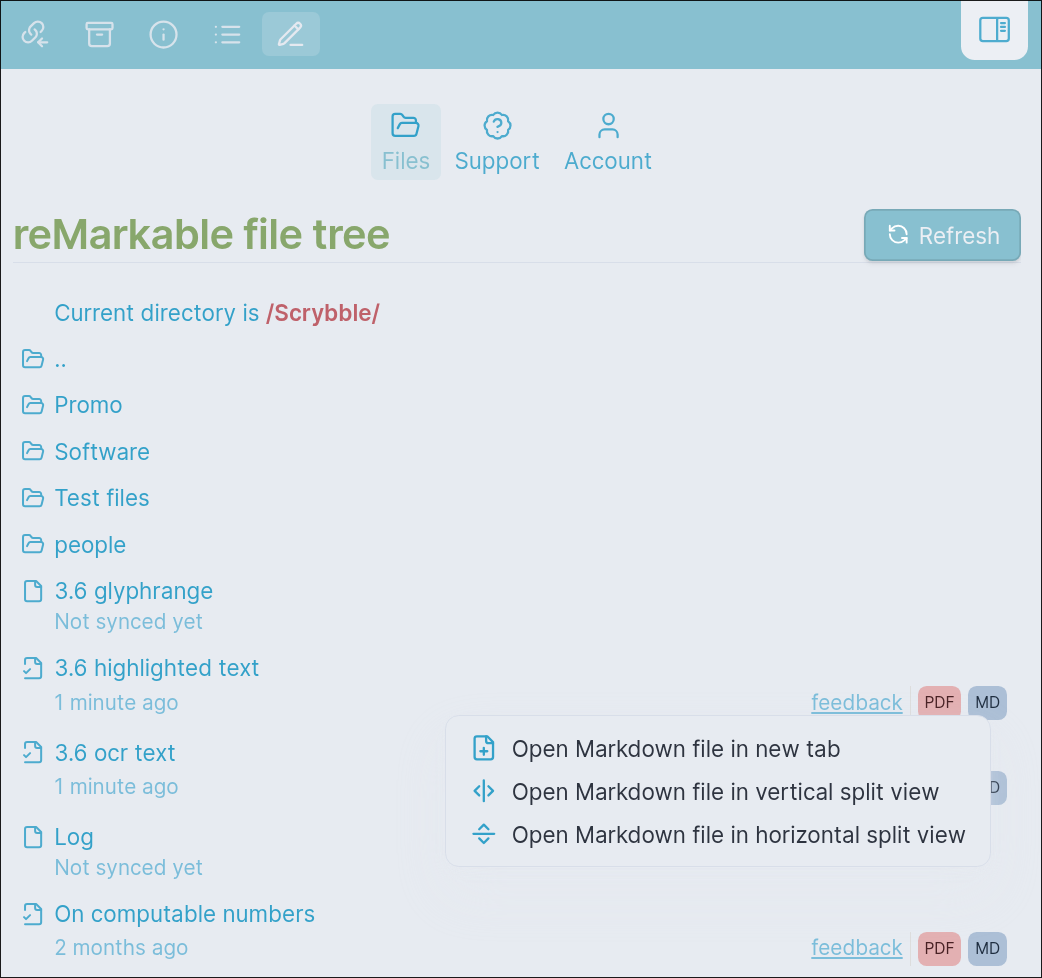 Files Support Account
reMarkable file tree
Refresh
Current directory is /Scrybble/
..
Promo
Software
Test files
people
3.6 glyphrange
Not synced yet
3.6 highlighted text
1 minute ago feedback PDF MD
Open Markdown file in new tab
3.6 ocr text
1 minute ago D
Open Markdown file in vertical split view
Open Markdown file in horizontal split view
Log
Not synced yet
On computable numbers
2 months ago feedback PDF MD